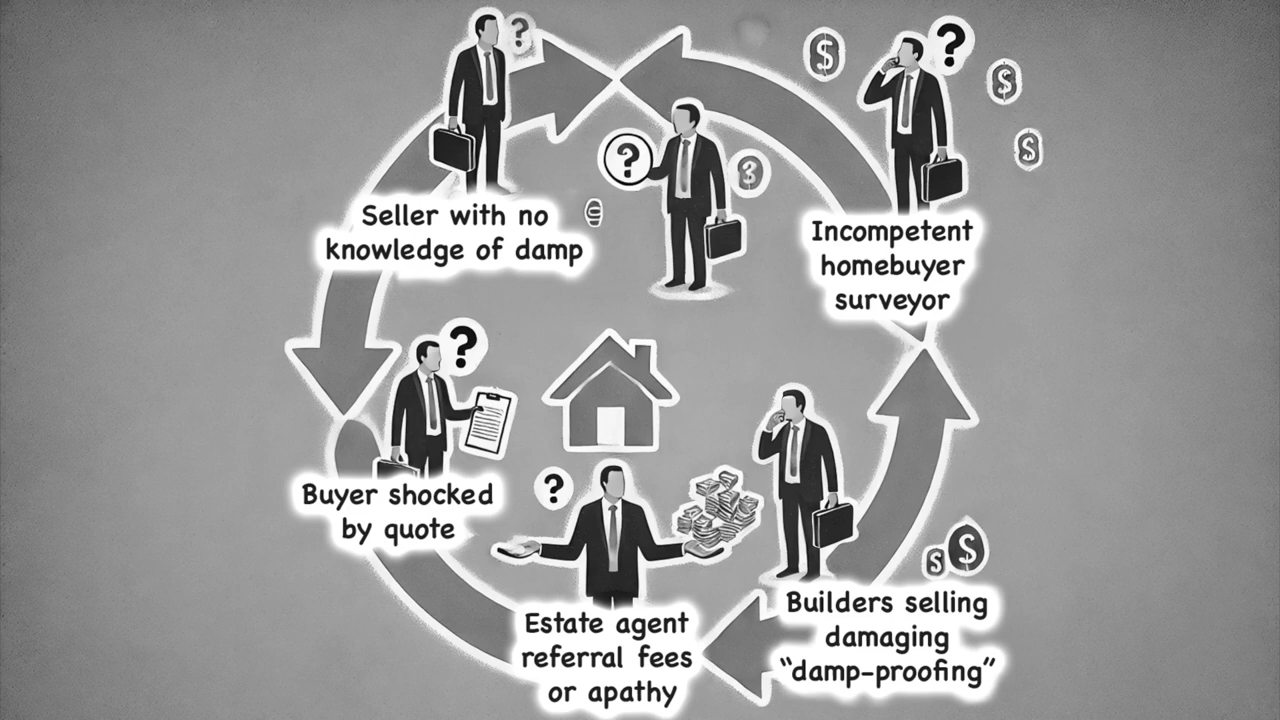 ?
$
?
$
?
3
$
Seller with no
knowledge of damp
Incompetent
homebuyer
surveyor
?
Buyer shocked
by quote
?
$
$
Estate agent
referral fees
or apathy
Builders selling
damaging
“damp-proofing”